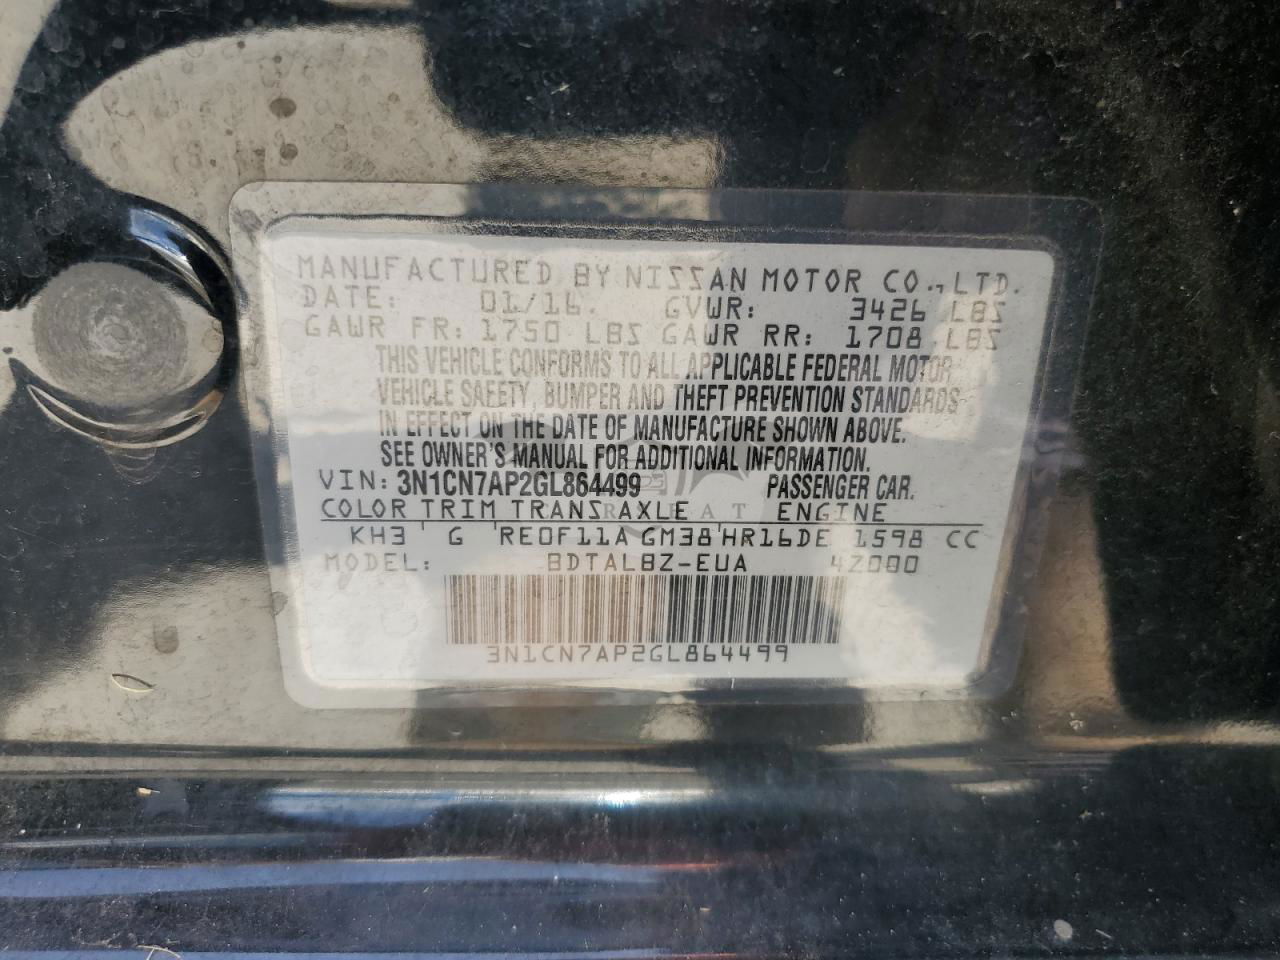 MANUFACTURED BY NISSAN MOTOR CO., LTD.
DATE: 01/16. GVWR: 3426 LBS
GAWR FR: 1750 LBS GAWR RR: 1708 LBS
THIS VEHICLE CONFORMS TO ALL APPLICABLE FEDERAL MOTOR
VEHICLE SAFETY, BUMPER AND THEFT PREVENTION STANDARDS
IN EFFECT ON THE DATE OF MANUFACTURE SHOWN ABOVE.
SEE OWNER'S MANUAL FOR ADDITIONAL INFORMATION.
VIN: 3N1CN7AP2GL864499 PASSENGER CAR.
COLOR TRIM TRANSAXLE ENGINE
KH3 G RE0F11A GM38 HR16DE 1598 CC
MODEL: BDTALBZ-EUA 4Z000
3N1CN7AP2GL864499